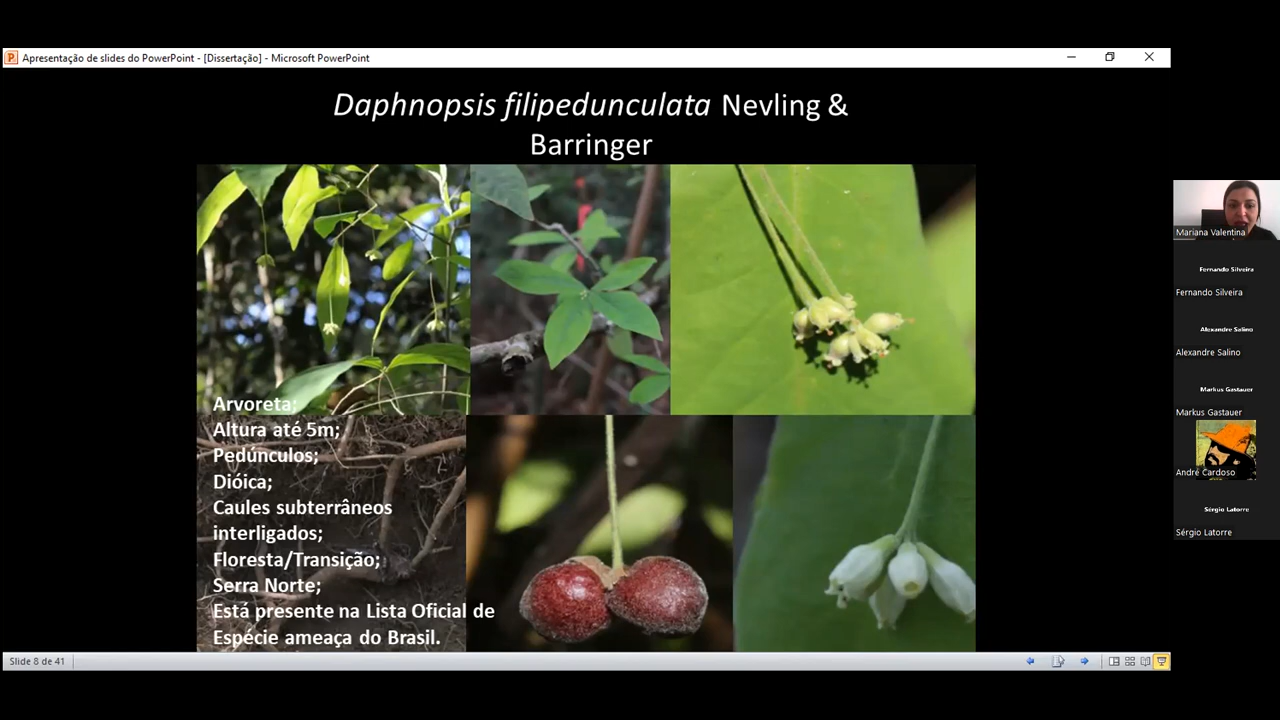 Apresentação de slides do PowerPoint - [Dissertação] - Microsoft PowerPoint
Daphnopsis filipedunculata Nevling &
Barringer
Arvoreta;
Altura até 5m;
Pedúnculos;
Dióica;
Caules subterrâneos
interligados;
Floresta/Transição;
Serra Norte;
Está presente na Lista Oficial de
Espécie ameaça do Brasil.
Slide 8 de 41
Mariana Valentina
Fernando Silveira
Fernando Silveira
Alexandre Salino
Alexandre Salino
Markus Gastauer
Markus Gastauer
André Cardoso
Sérgio Latorre
Sérgio Latorre